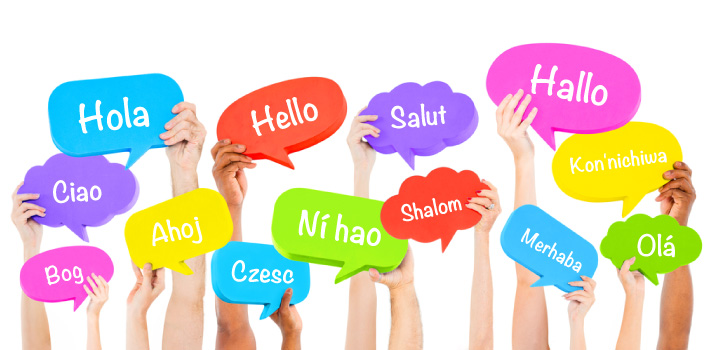 Hola
Hello
Salut
Hallo
Ciao
Ahoj
Ní hao
Shalom
Kon'nichiwa
Bog
Czesc
Merhaba
Olá